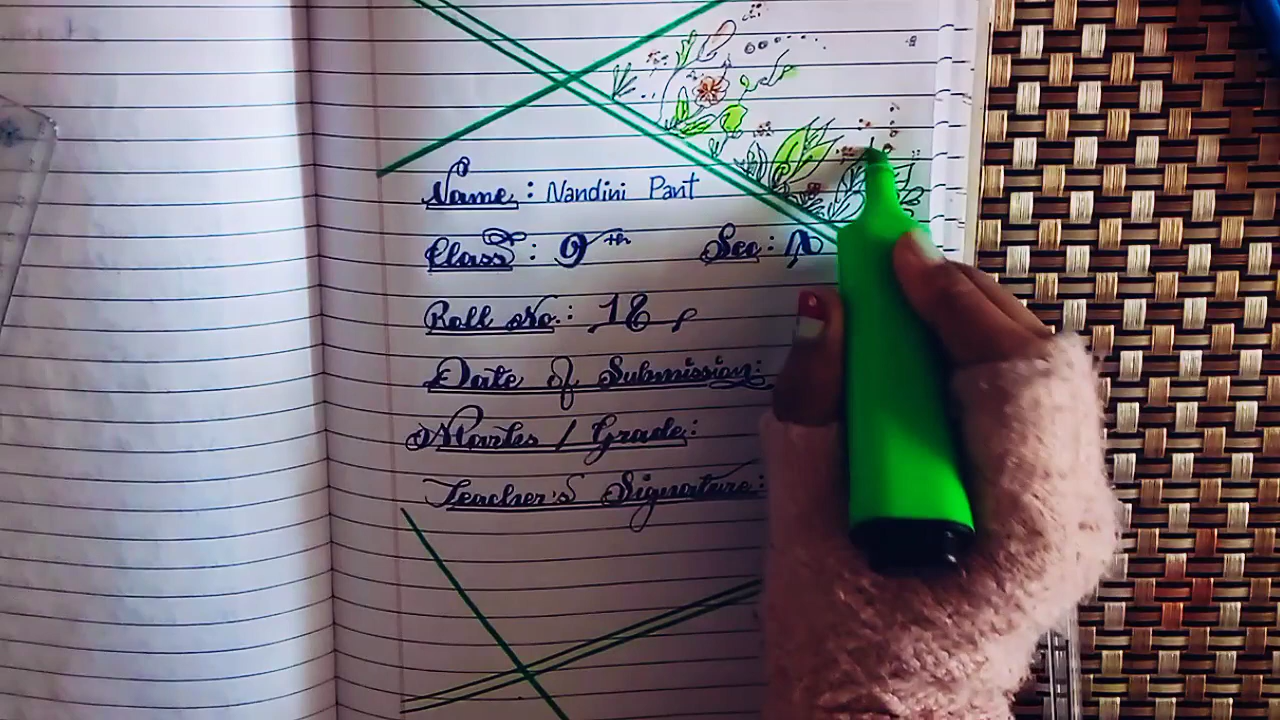 Name : Nandini Pant
Class : 9th Sec : A
Roll No. : 18
Date of Submission:
Marks / Grade:
Teacher's Signature: